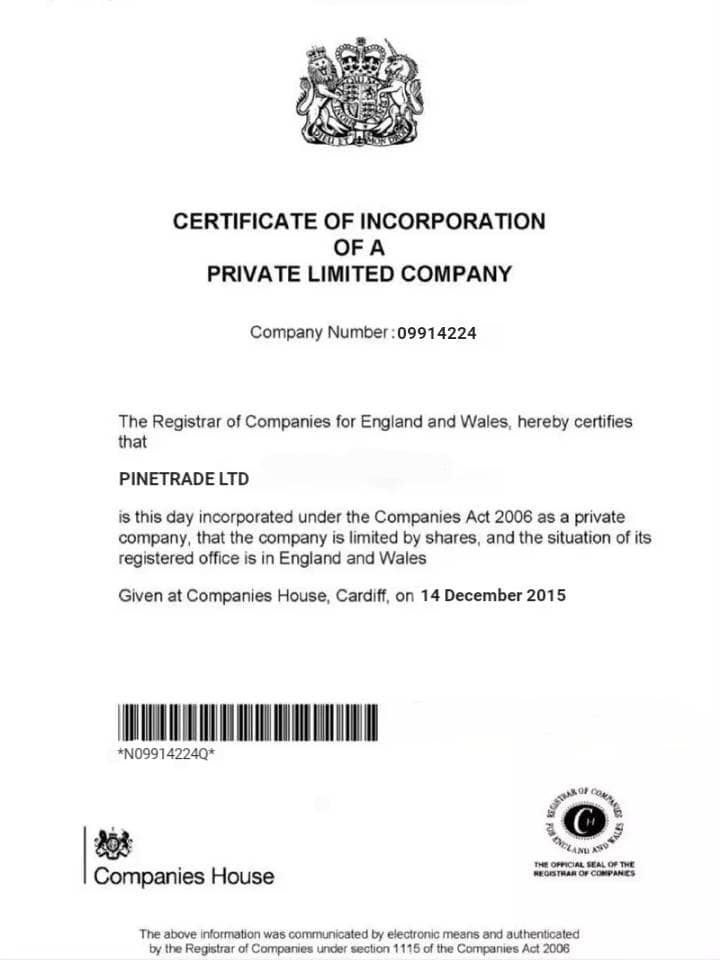 DIEU ET MON DROIT
CERTIFICATE OF INCORPORATION
OF A
PRIVATE LIMITED COMPANY
Company Number: 09914224
The Registrar of Companies for England and Wales, hereby certifies
that
PINETRADE LTD
is this day incorporated under the Companies Act 2006 as a private
company, that the company is limited by shares, and the situation of its
registered office is in England and Wales
Given at Companies House, Cardiff, on 14 December 2015
*N09914224Q*
REGISTRAR OF COMPANIES
FOR ENGLAND AND WALES
CH
THE OFFICIAL SEAL OF THE
REGISTRAR OF COMPANIES
Companies House
The above information was communicated by electronic means and authenticated
by the Registrar of Companies under section 1115 of the Companies Act 2006